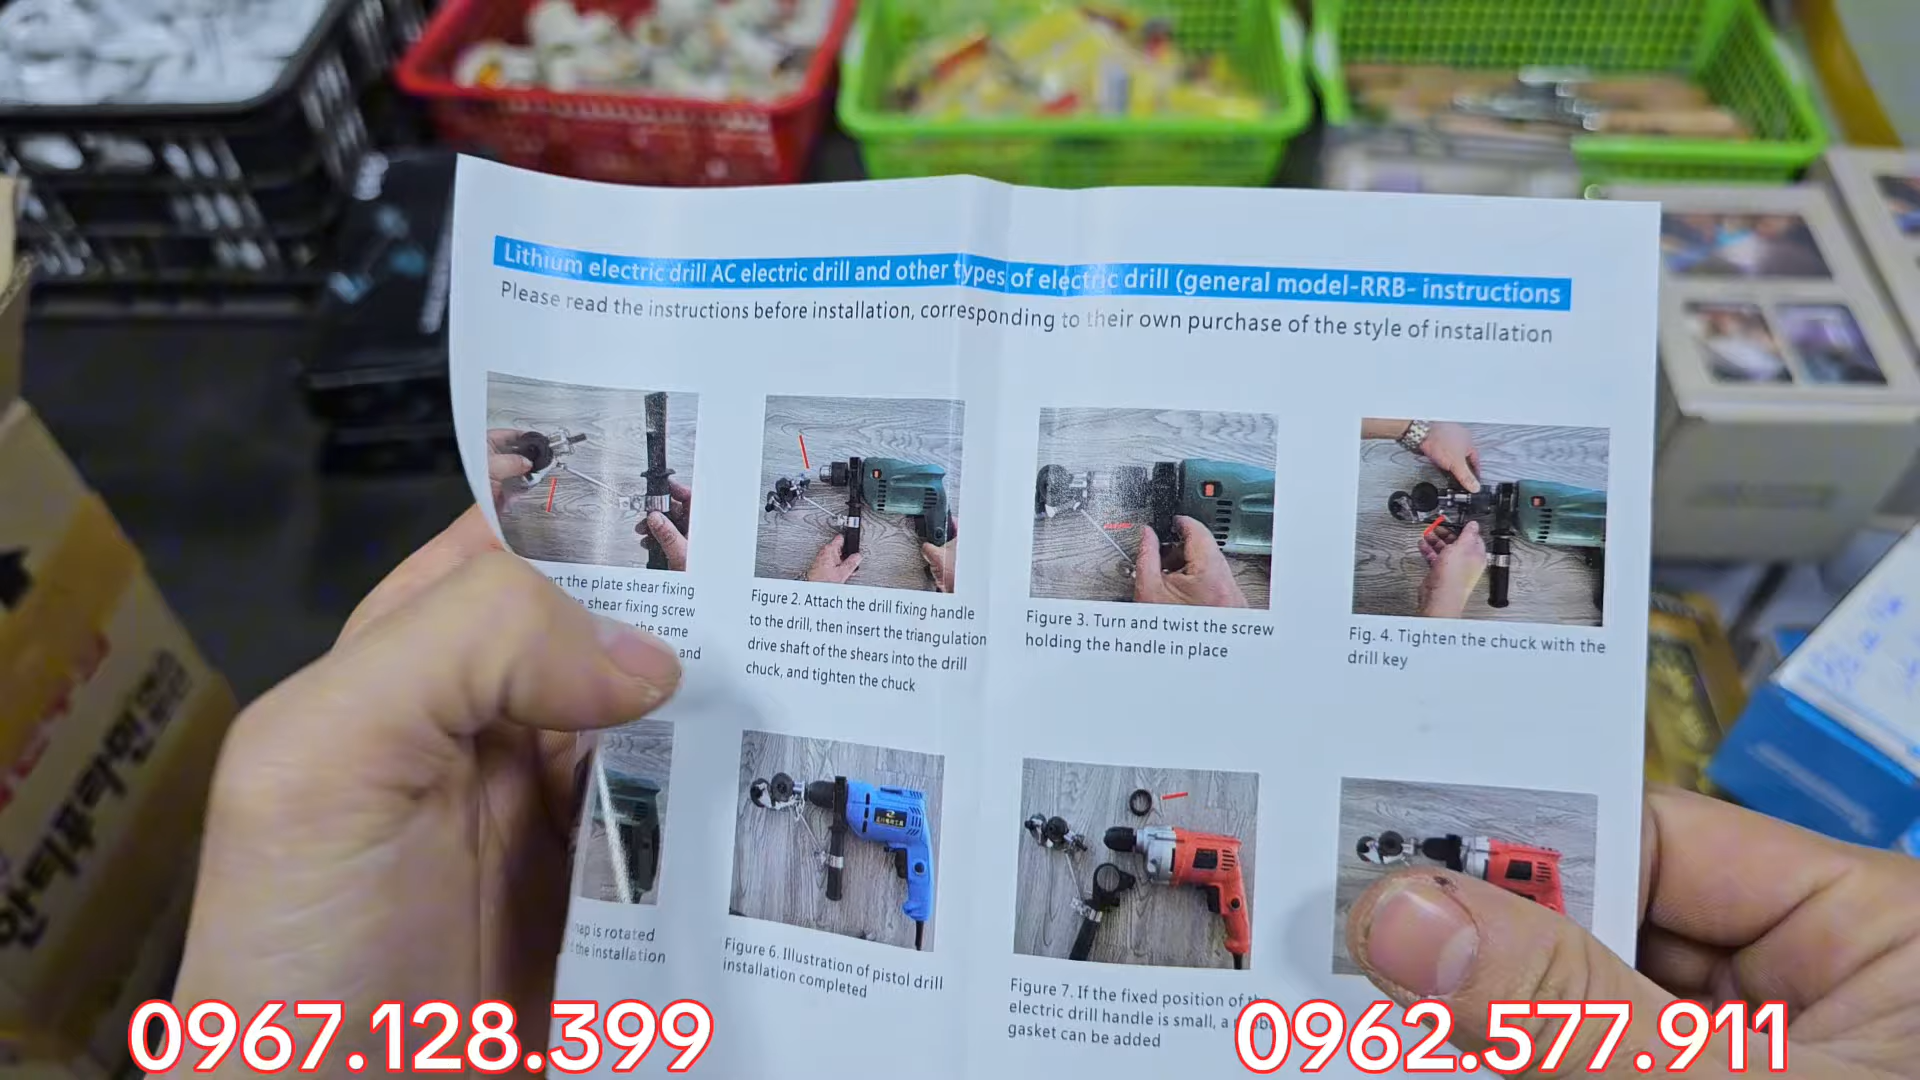 Lithium electric drill AC electric drill and other types of electric drill (general model-RRB- instructions
Please read the instructions before installation, corresponding to their own purchase of the style of installation
the plate shear fixing
shear fixing screw
the same
and
Figure 2. Attach the drill fixing handle
to the drill, then insert the triangulation
drive shaft of the shears into the drill
chuck, and tighten the chuck
Figure 3. Turn and twist the screw
holding the handle in place
Fig. 4. Tighten the chuck with the
drill key
is rotated
the installation
Figure 6. Illustration of pistol drill
installation completed
Figure 7. If the fixed position of
electric drill handle is small, a
gasket can be added
안티푸라민
0967.128.399
0962.577.911